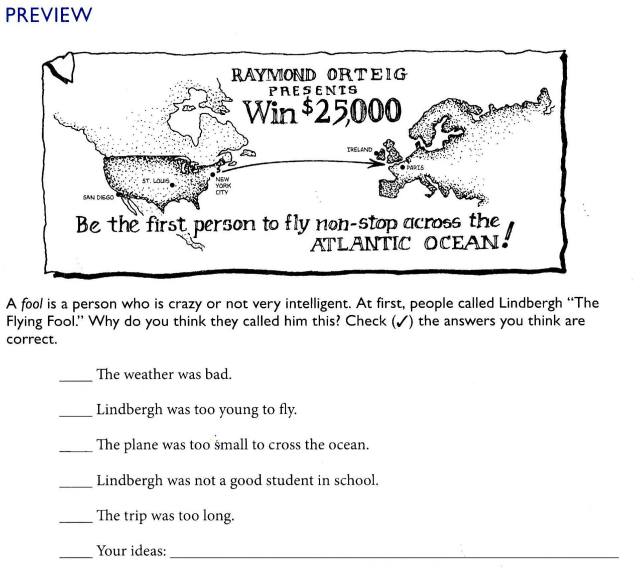 PREVIEW
RAYMOND ORTEIG
PRESENTS
Win $25,000
IRELAND
PARIS
ST. LOUIS
NEW
YORK
CITY
SAN DIEGO
Be the first person to fly non-stop across the
ATLANTIC OCEAN!
A fool is a person who is crazy or not very intelligent. At first, people called Lindbergh “The
Flying Fool.” Why do you think they called him this? Check (✓) the answers you think are
correct.
____ The weather was bad.
____ Lindbergh was too young to fly.
____ The plane was too small to cross the ocean.
____ Lindbergh was not a good student in school.
____ The trip was too long.
____ Your ideas: ____